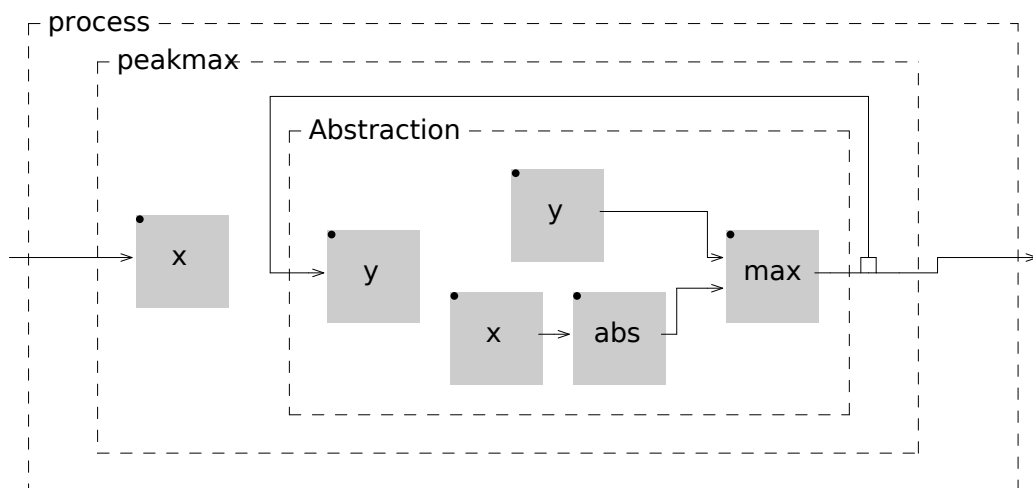 process
peakmax
Abstraction
y
x
y
max
x
abs